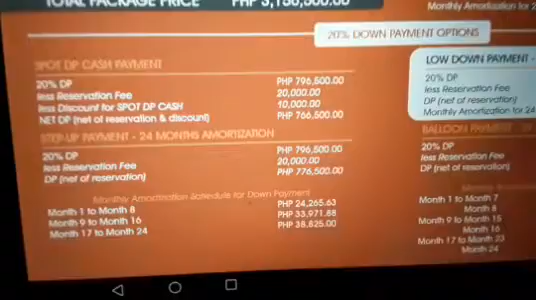 TOTAL PACKAGE PRICE
Monthly Amortization for 2
20% DOWN PAYMENT OPTIONS
SPOT DP CASH PAYMENT
20% DP PHP 796,500.00
less Reservation Fee 20,000.00
less Discount for SPOT DP CASH 10,000.00
NET DP (net of reservation & discount) PHP 766,500.00
STEP-UP PAYMENT - 24 MONTHS AMORTIZATION
20% DP PHP 796,500.00
less Reservation Fee 20,000.00
DP (net of reservation) PHP 776,500.00
Monthly Amortization Schedule for Down Payment
Month 1 to Month 8 PHP 24,265.63
Month 9 to Month 16 PHP 33,971.88
Month 17 to Month 24 PHP 38,825.00
LOW DOWN PAYMENT -
20% DP
less Reservation Fee
DP (net of reservation)
Monthly Amortization for 24
BALLOON PAYMENT
20% DP
less Reservation Fee
DP (net of reservation)
Month 1 to Month 7
Month 8
Month 9 to Month 15
Month 16
Month 17 to Month 23
Month 24